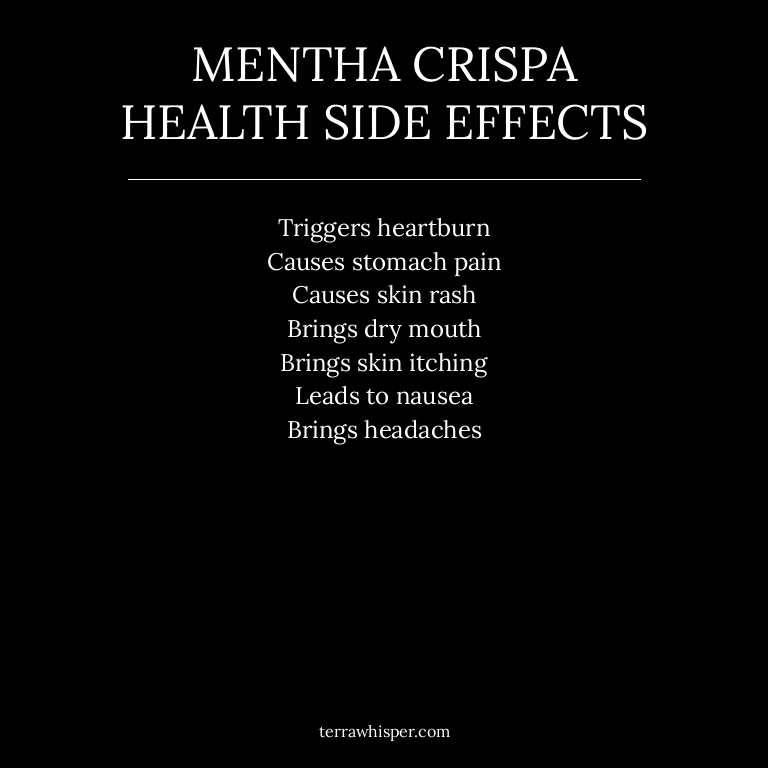 MENTHA CRISPA
HEALTH SIDE EFFECTS
Triggers heartburn
Causes stomach pain
Causes skin rash
Brings dry mouth
Brings skin itching
Leads to nausea
Brings headaches
terrawhisper.com